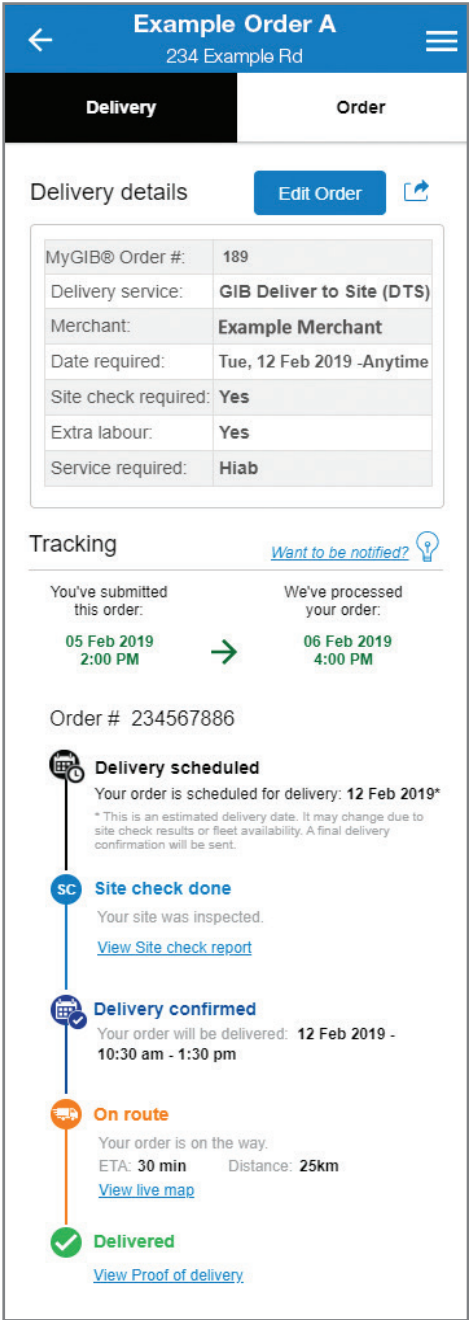 Example Order A
234 Example Rd
Delivery
Order
Delivery details
Edit Order
MyGIB® Order #: 189
Delivery service: GIB Deliver to Site (DTS)
Merchant: Example Merchant
Date required: Tue, 12 Feb 2019 -Anytime
Site check required: Yes
Extra labour: Yes
Service required: Hiab
Tracking
Want to be notified?
You've submitted
this order:
05 Feb 2019
2:00 PM
We've processed
your order:
06 Feb 2019
4:00 PM
Order # 234567886
Delivery scheduled
Your order is scheduled for delivery: 12 Feb 2019*
* This is an estimated delivery date. It may change due to
site check results or fleet availability. A final delivery
confirmation will be sent.
SC Site check done
Your site was inspected.
View Site check report
Delivery confirmed
Your order will be delivered: 12 Feb 2019 -
10:30 am - 1:30 pm
On route
Your order is on the way.
ETA: 30 min Distance: 25km
View live map
Delivered
View Proof of delivery